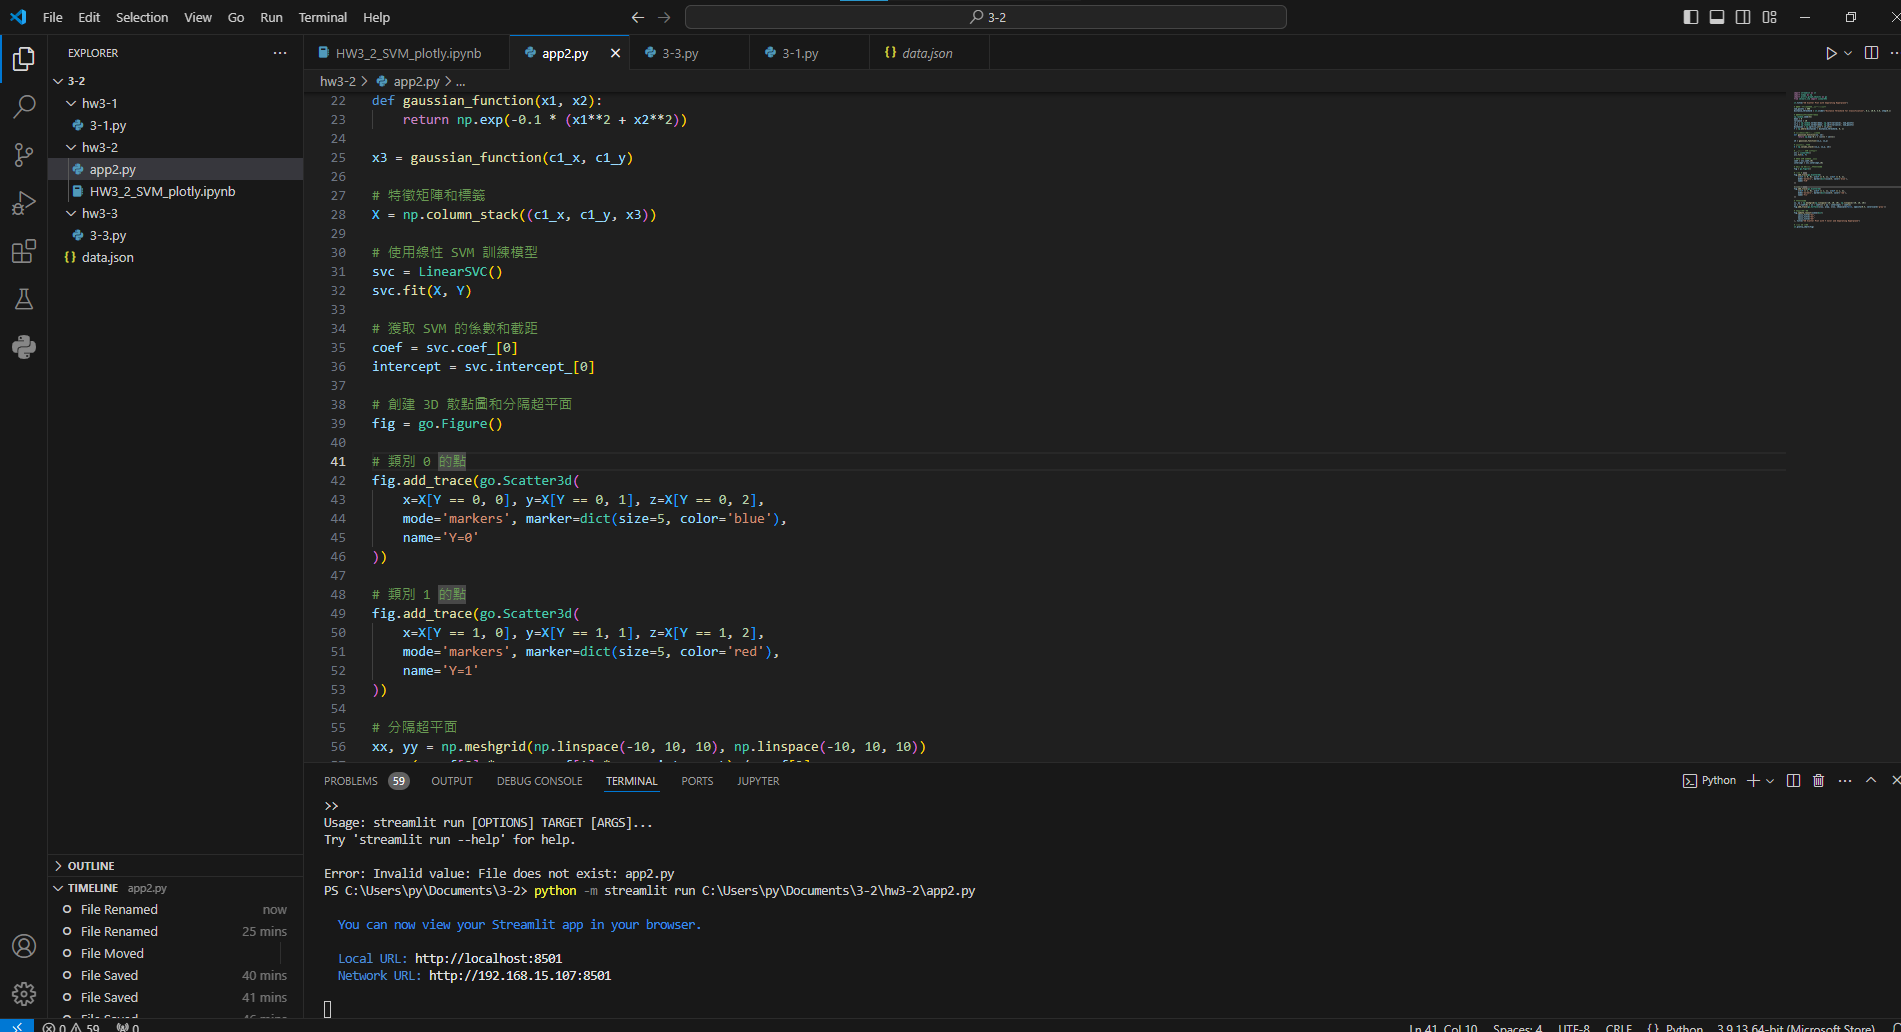 File Edit Selection View Go Run Terminal Help
3-2
EXPLORER
3-2
hw3-1
3-1.py
hw3-2
app2.py
HW3_2_SVM_plotly.ipynb
hw3-3
3-3.py
{} data.json
OUTLINE
TIMELINE app2.py
File Renamed now
File Renamed 25 mins
File Moved
File Saved 40 mins
File Saved 41 mins
HW3_2_SVM_plotly.ipynb app2.py 3-3.py 3-1.py {} data.json
hw3-2 > app2.py > ...
22 def gaussian_function(x1, x2):
23 return np.exp(-0.1 * (x1**2 + x2**2))
24
25 x3 = gaussian_function(c1_x, c1_y)
26
27 # 特徵矩陣和標籤
28 X = np.column_stack((c1_x, c1_y, x3))
29
30 # 使用線性 SVM 訓練模型
31 svc = LinearSVC()
32 svc.fit(X, Y)
33
34 # 獲取 SVM 的係數和截距
35 coef = svc.coef_[0]
36 intercept = svc.intercept_[0]
37
38 # 創建 3D 散點圖和分隔超平面
39 fig = go.Figure()
40
41 # 類別 0 的點
42 fig.add_trace(go.Scatter3d(
43 x=X[Y == 0, 0], y=X[Y == 0, 1], z=X[Y == 0, 2],
44 mode='markers', marker=dict(size=5, color='blue'),
45 name='Y=0'
46 ))
47
48 # 類別 1 的點
49 fig.add_trace(go.Scatter3d(
50 x=X[Y == 1, 0], y=X[Y == 1, 1], z=X[Y == 1, 2],
51 mode='markers', marker=dict(size=5, color='red'),
52 name='Y=1'
53 ))
54
55 # 分隔超平面
56 xx, yy = np.meshgrid(np.linspace(-10, 10, 10), np.linspace(-10, 10, 10))
PROBLEMS 59 OUTPUT DEBUG CONSOLE TERMINAL PORTS JUPYTER
Python
>>
Usage: streamlit run [OPTIONS] TARGET [ARGS]...
Try 'streamlit run --help' for help.
Error: Invalid value: File does not exist: app2.py
PS C:\Users\py\Documents\3-2> python -m streamlit run C:\Users\py\Documents\3-2\hw3-2\app2.py
You can now view your Streamlit app in your browser.
Local URL: http://localhost:8501
Network URL: http://192.168.15.107:8501
0 59 0
Ln 41, Col 10 Spaces: 4 UTF-8 CRLF {} Python 3.9.13 64-bit (Microsoft Store)